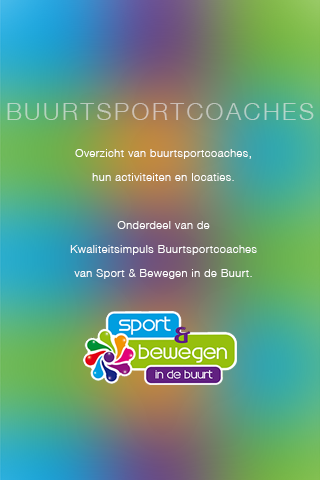 BUURTSPORTCOACHES
Overzicht van buurtsportcoaches,
hun activiteiten en locaties.
Onderdeel van de
Kwaliteitsimpuls Buurtsportcoaches
van Sport & Bewegen in de Buurt.
sport
&
bewegen
in de buurt